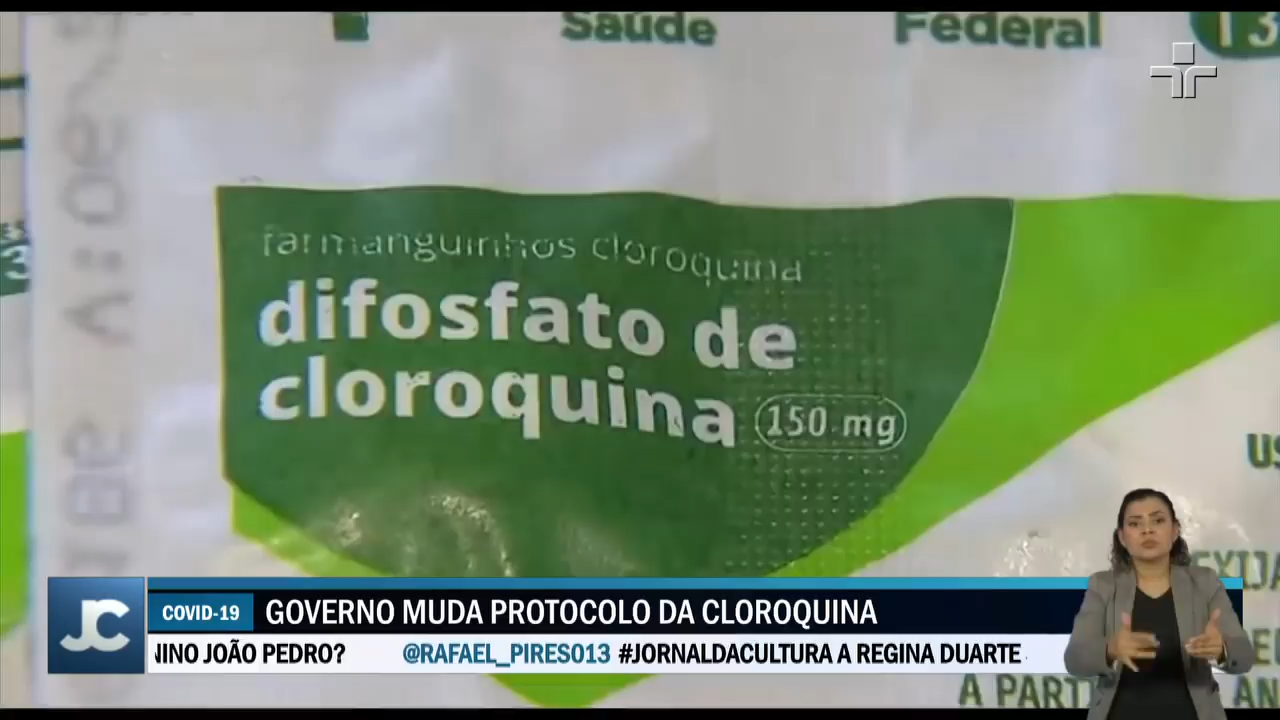 Saúde
Federal
farmanguinhos cloroquina
difosfato de
cloroquina
150 mg
JC
COVID-19
GOVERNO MUDA PROTOCOLO DA CLOROQUINA
NINO JOÃO PEDRO? @RAFAEL_PIRES013 #JORNALDACULTURA A REGINA DUARTE
A PART